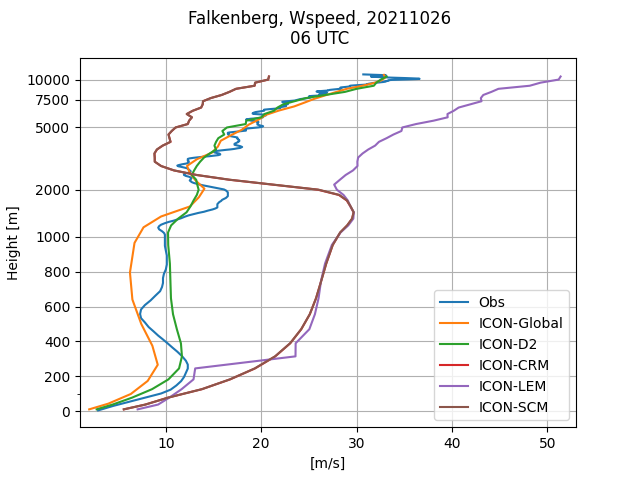 Falkenberg, Wspeed, 20211026
06 UTC
Height [m]
10000
7500
5000
2000
1000
800
600
400
200
0
10
20
30
40
50
[m/s]
Obs
ICON-Global
ICON-D2
ICON-CRM
ICON-LEM
ICON-SCM